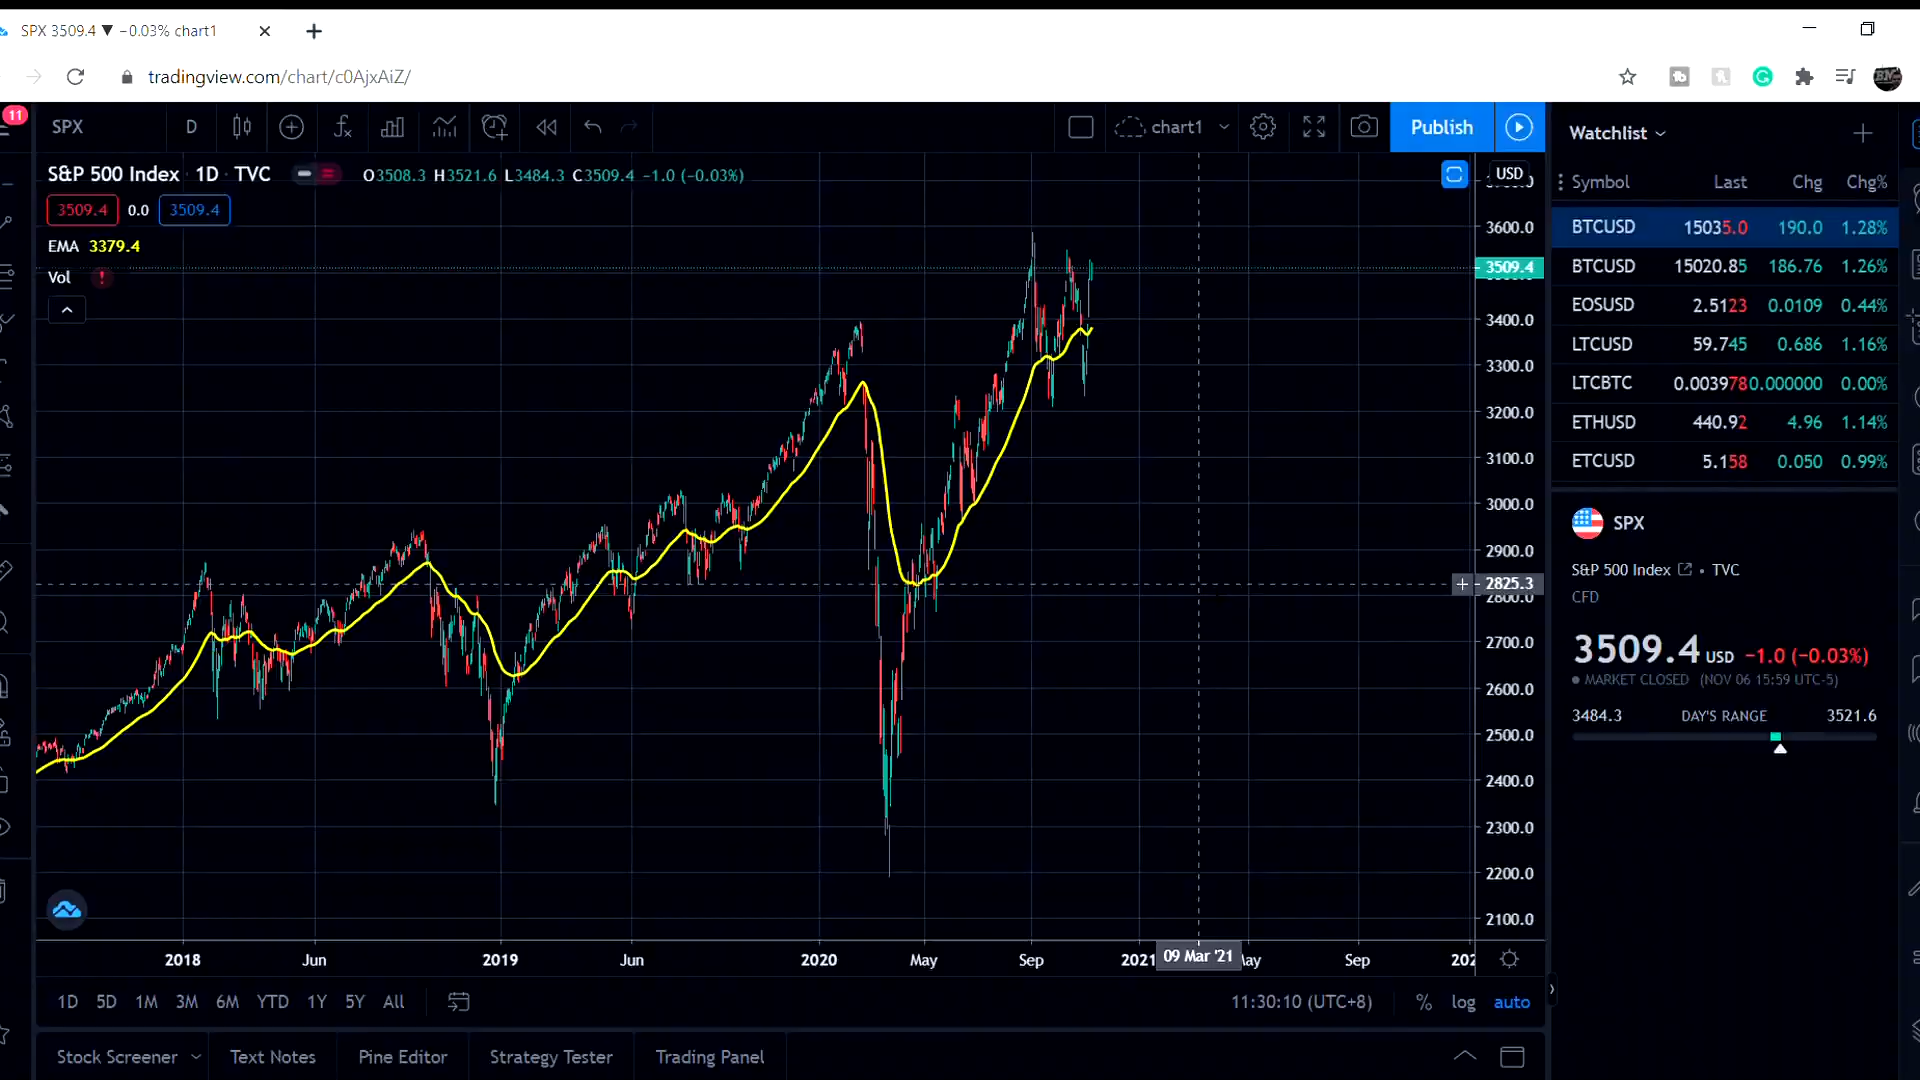 SPX 3509.4 ▼ −0.03% chart1
tradingview.com/chart/c0AjxAiZ/
11
SPX D chart1 Publish
S&P 500 Index 1D TVC O3508.3 H3521.6 L3484.3 C3509.4 −1.0 (−0.03%)
3509.4 0.0 3509.4
EMA 3379.4
Vol !
USD
3600.0
3509.4
3400.0
3300.0
3200.0
3100.0
3000.0
2900.0
2825.3
2800.0
2700.0
2600.0
2500.0
2400.0
2300.0
2200.0
2100.0
2018 Jun 2019 Jun 2020 May Sep 2021 09 Mar '21 Sep
1D 5D 1M 3M 6M YTD 1Y 5Y All
11:30:10 (UTC+8) % log auto
Stock Screener Text Notes Pine Editor Strategy Tester Trading Panel
Watchlist
Symbol Last Chg Chg%
BTCUSD 15035.0 190.0 1.28%
BTCUSD 15020.85 186.76 1.26%
EOSUSD 2.5123 0.0109 0.44%
LTCUSD 59.745 0.686 1.16%
LTCBTC 0.003978 0.000000 0.00%
ETHUSD 440.92 4.96 1.14%
ETCUSD 5.158 0.050 0.99%
SPX
S&P 500 Index • TVC
CFD
3509.4 USD −1.0 (−0.03%)
MARKET CLOSED (NOV 06 15:59 UTC-5)
3484.3 DAY'S RANGE 3521.6